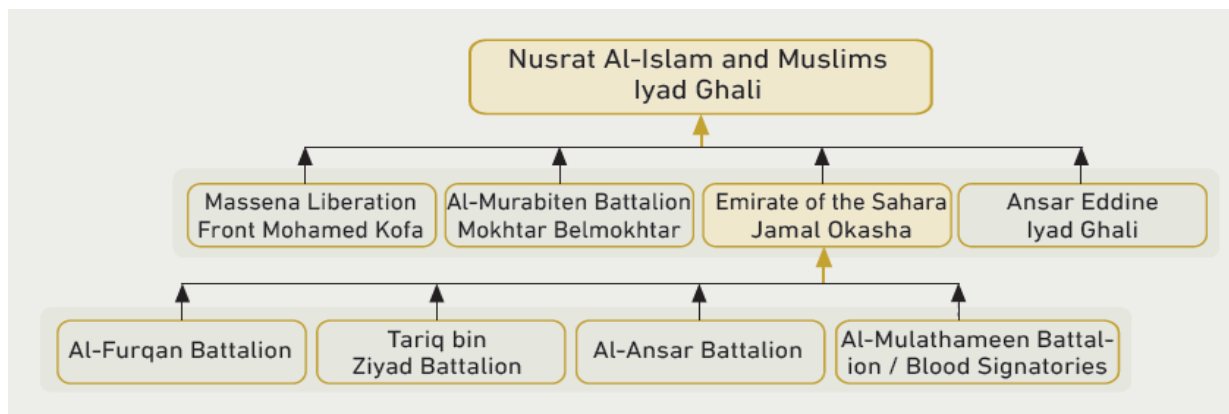 Nusrat Al-Islam and Muslims
Iyad Ghali
Massena Liberation
Front Mohamed Kofa
Al-Murabiten Battalion
Mokhtar Belmokhtar
Emirate of the Sahara
Jamal Okasha
Ansar Eddine
Iyad Ghali
Al-Furqan Battalion
Tariq bin
Ziyad Battalion
Al-Ansar Battalion
Al-Mulathameen Battal-
ion / Blood Signatories